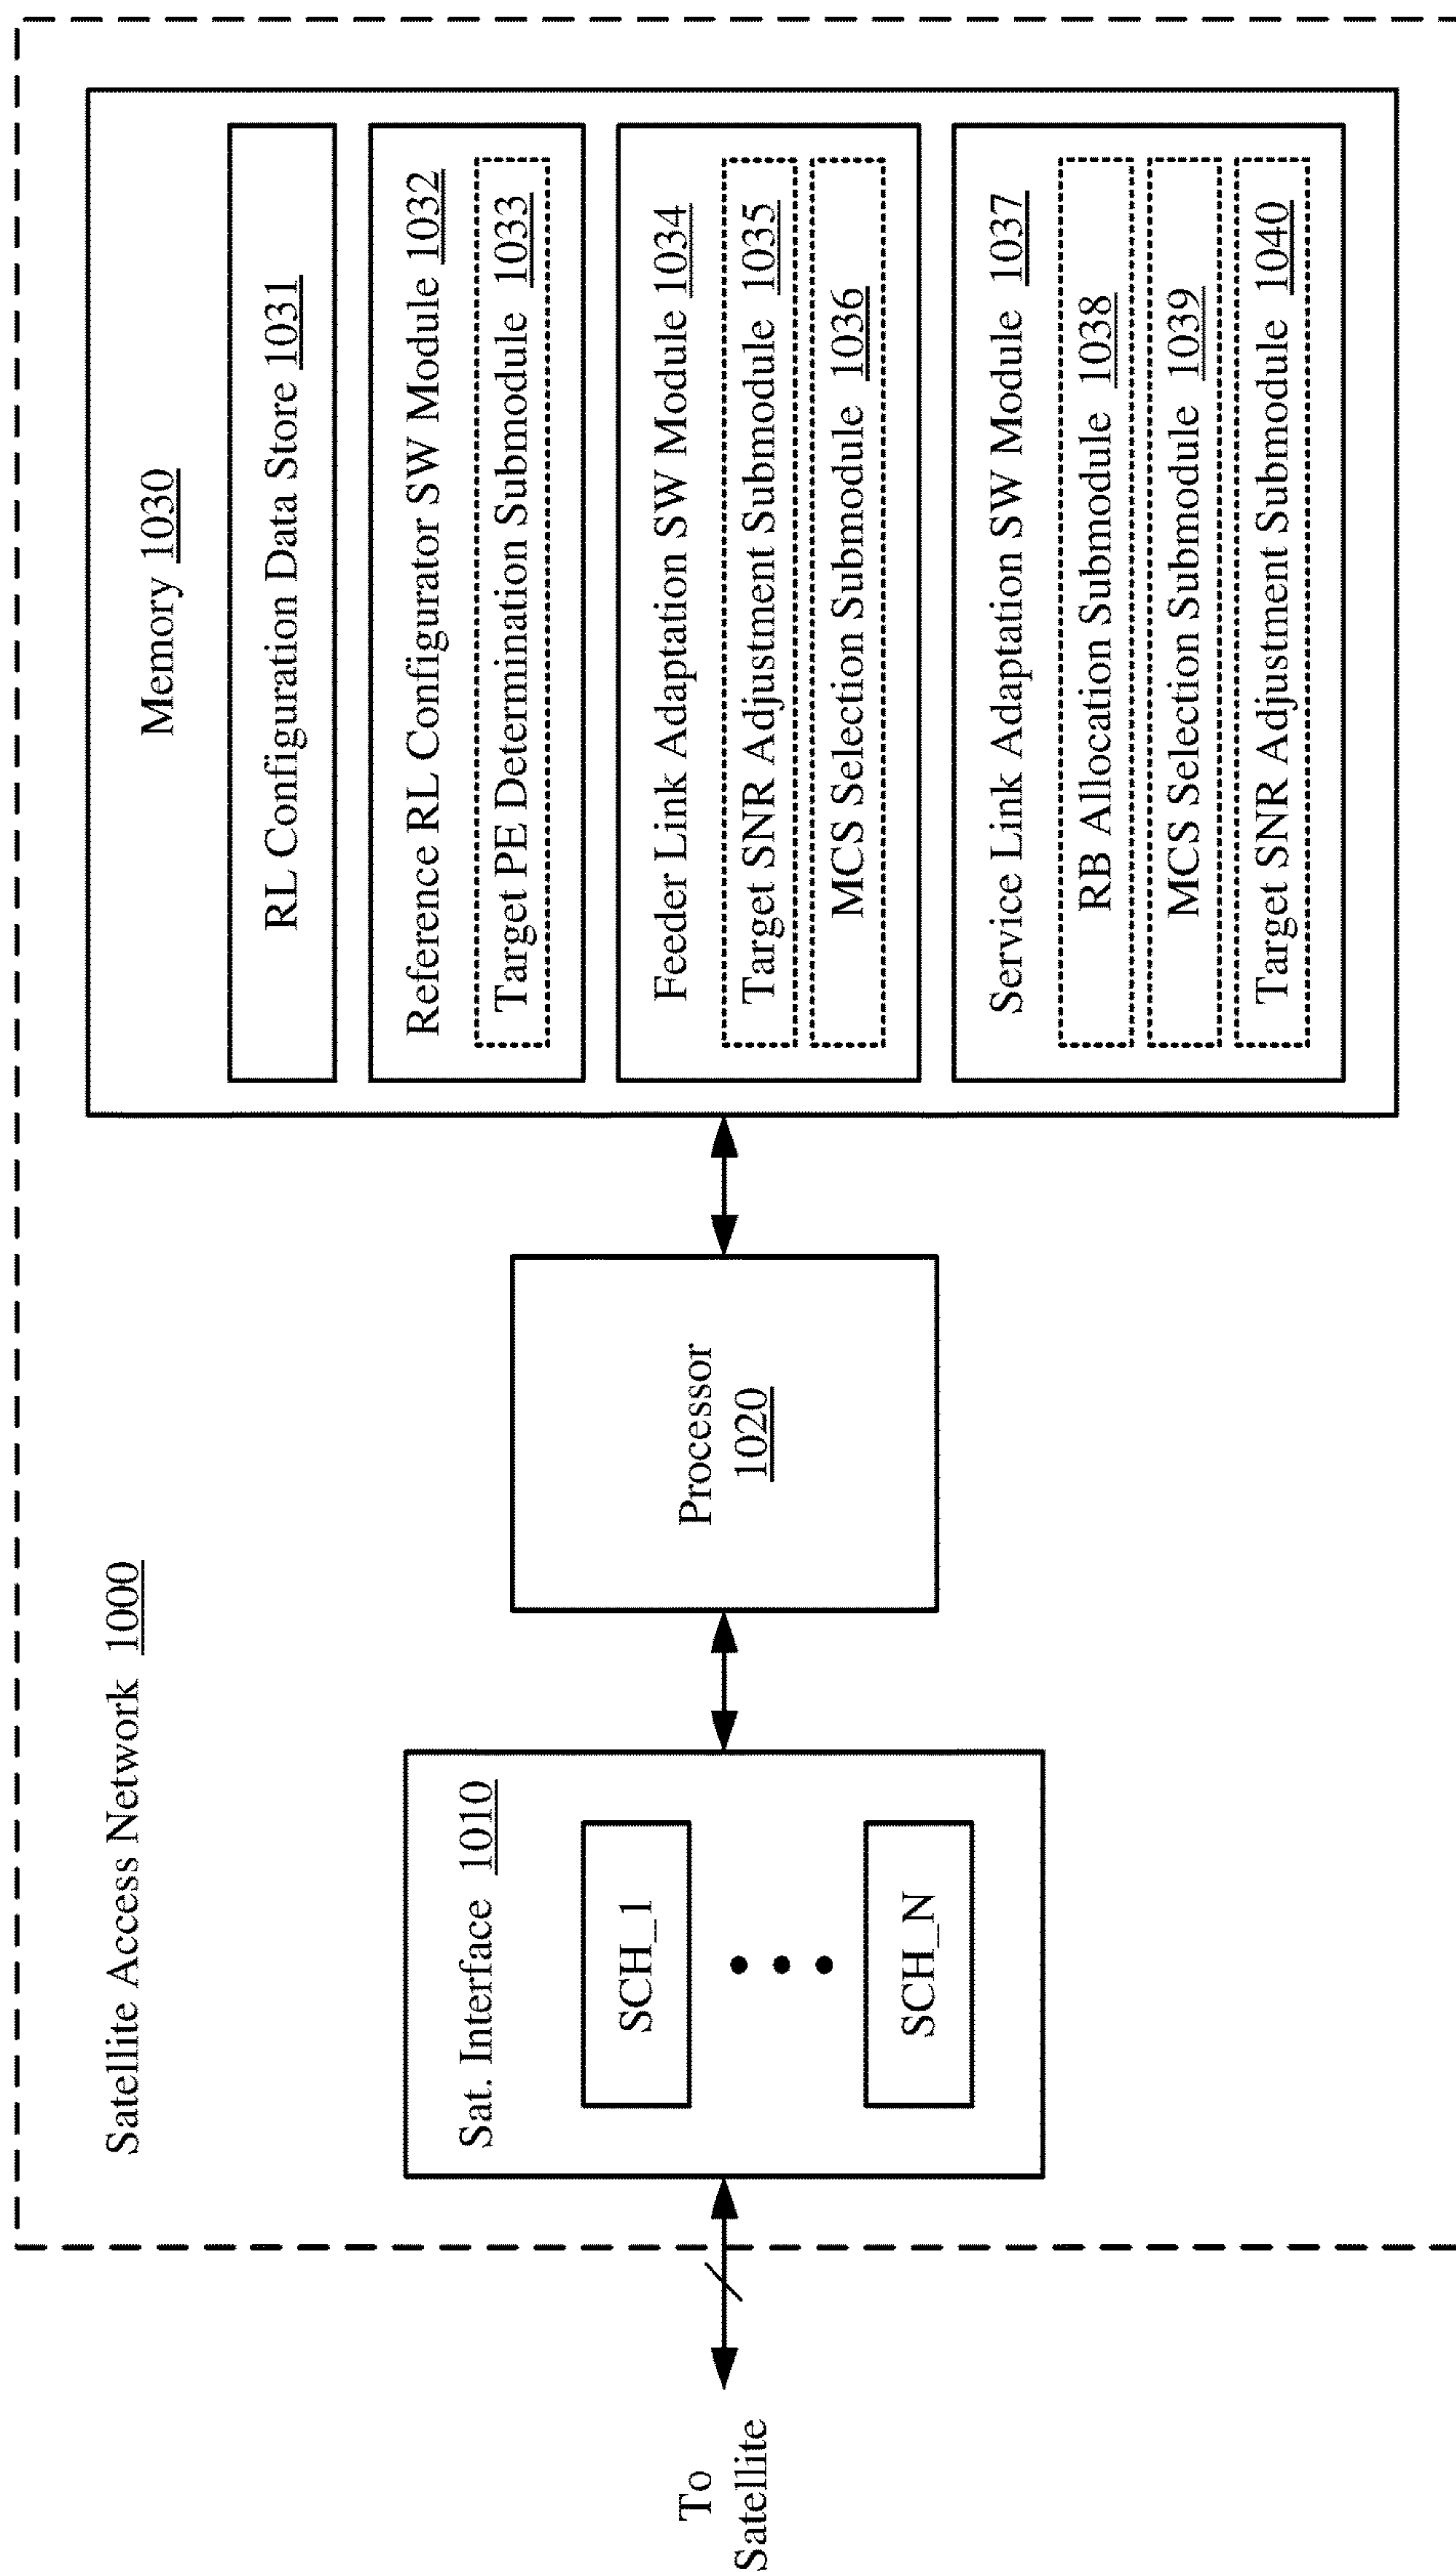 Satellite Access Network 1000
To
Satellite
Sat. Interface 1010
SCH_1
SCH_N
Processor
1020
Memory 1030
RL Configuration Data Store 1031
Reference RL Configurator SW Module 1032
Target PE Determination Submodule 1033
Feeder Link Adaptation SW Module 1034
Target SNR Adjustment Submodule 1035
MCS Selection Submodule 1036
Service Link Adaptation SW Module 1037
RB Allocation Submodule 1038
MCS Selection Submodule 1039
Target SNR Adjustment Submodule 1040